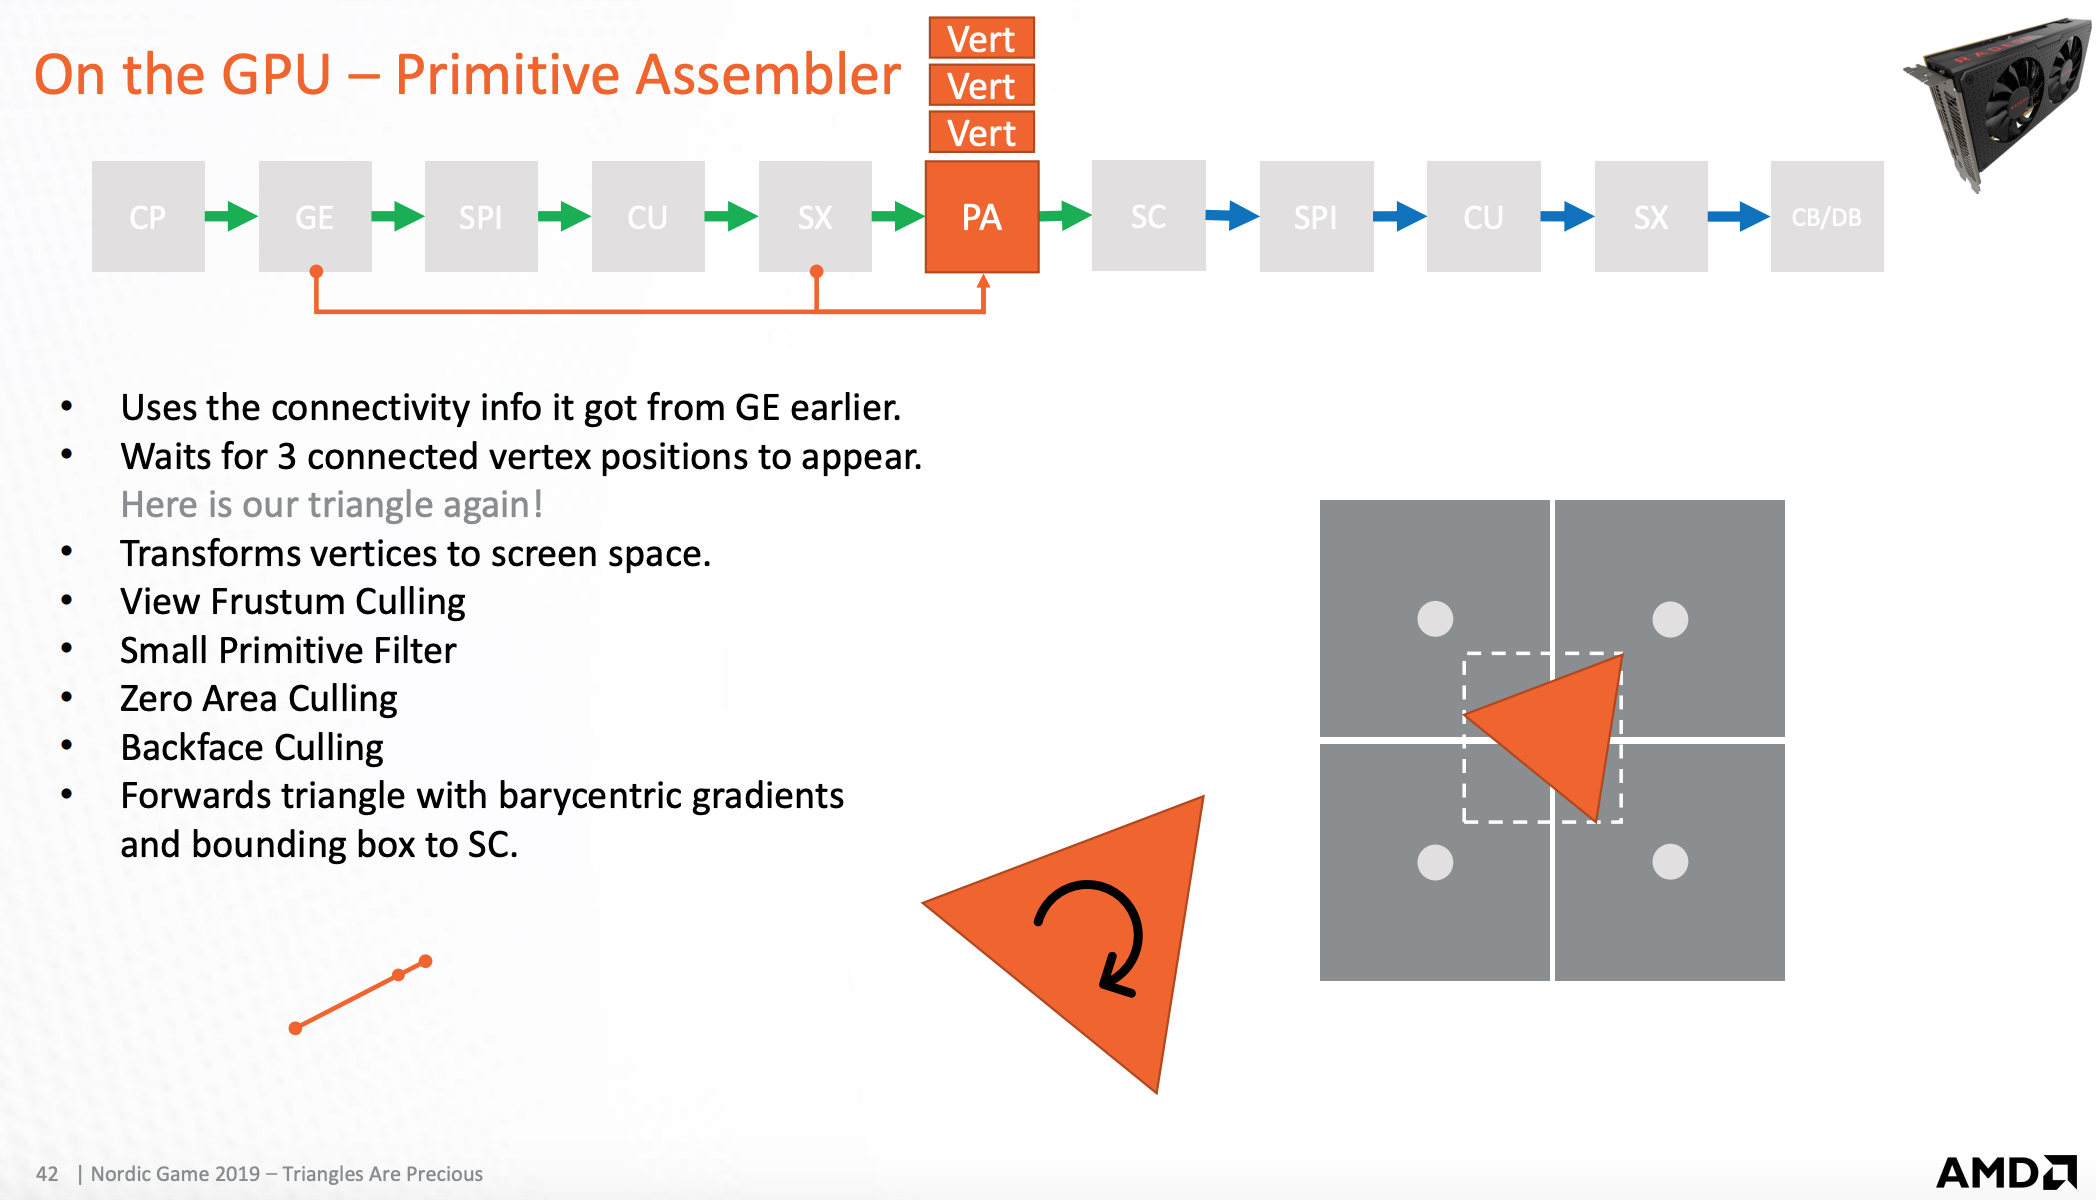 On the GPU – Primitive Assembler
Vert
Vert
Vert
RADEON
CP
GE
SPI
CU
SX
PA
SC
SPI
CU
SX
CB/DB
• Uses the connectivity info it got from GE earlier.
• Waits for 3 connected vertex positions to appear.
Here is our triangle again!
• Transforms vertices to screen space.
• View Frustum Culling
• Small Primitive Filter
• Zero Area Culling
• Backface Culling
• Forwards triangle with barycentric gradients
and bounding box to SC.
42 | Nordic Game 2019 – Triangles Are Precious
AMD